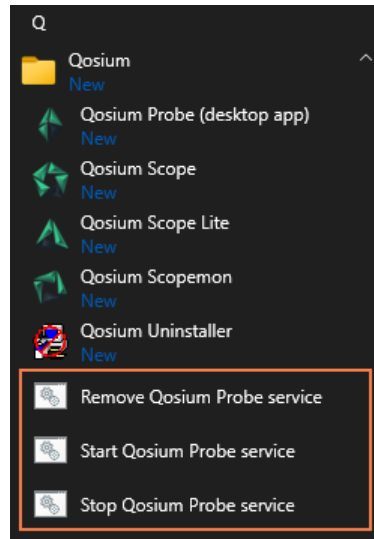 Q
Qosium
New
Qosium Probe (desktop app)
New
Qosium Scope
New
Qosium Scope Lite
New
Qosium Scopemon
New
Qosium Uninstaller
New
Remove Qosium Probe service
Start Qosium Probe service
Stop Qosium Probe service